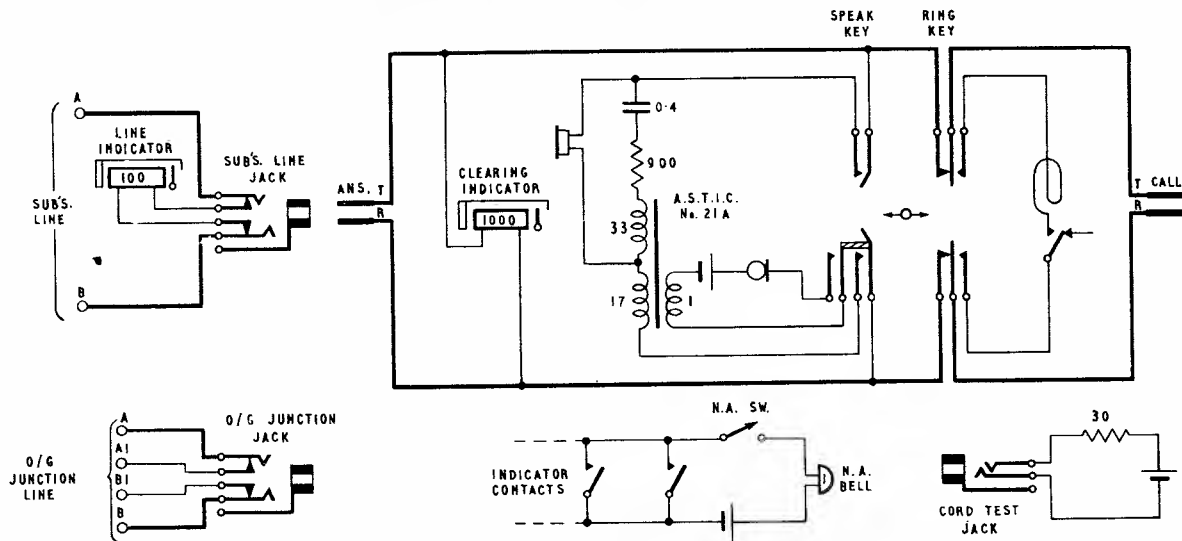 SPEAK
KEY
RING
KEY
A
LINE
INDICATOR
100
SUB'S. LINE
JACK
SUB'S.
LINE
B
ANS. T
R
CLEARING
INDICATOR
1000
0·4
900
A.S.T.I.C.
No. 21A
33
17
1
T CALL
R
A
A1
B1
B
O/G JUNCTION
JACK
O/G
JUNCTION
LINE
N.A. SW.
INDICATOR
CONTACTS
N.A.
BELL
30
CORD TEST
JACK